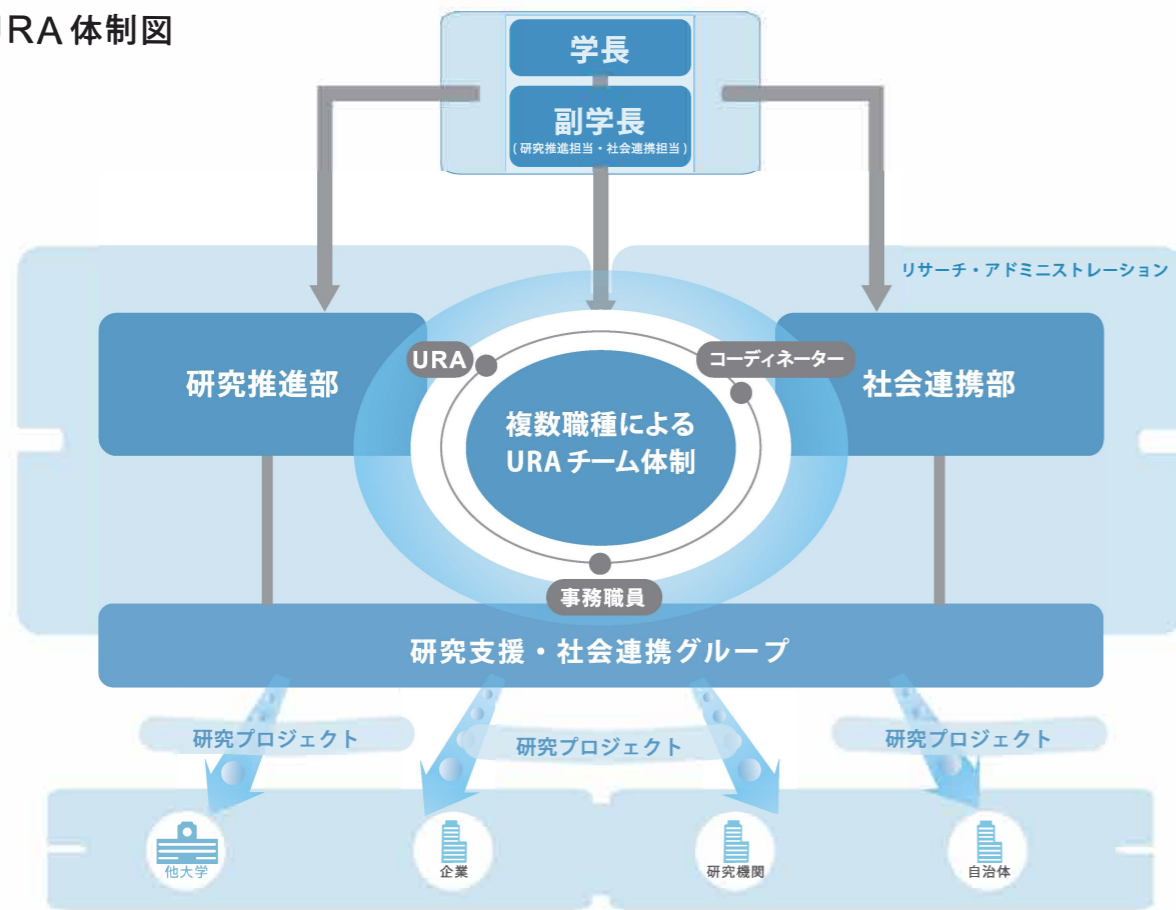 URA 体制図
学長
副学長
(研究推進担当・社会連携担当)
リサーチ・アドミニストレーション
研究推進部
URA
コーディネーター
社会連携部
複数職種による
URA チーム体制
事務職員
研究支援・社会連携グループ
研究プロジェクト
研究プロジェクト
研究プロジェクト
他大学
企業
研究機関
自治体